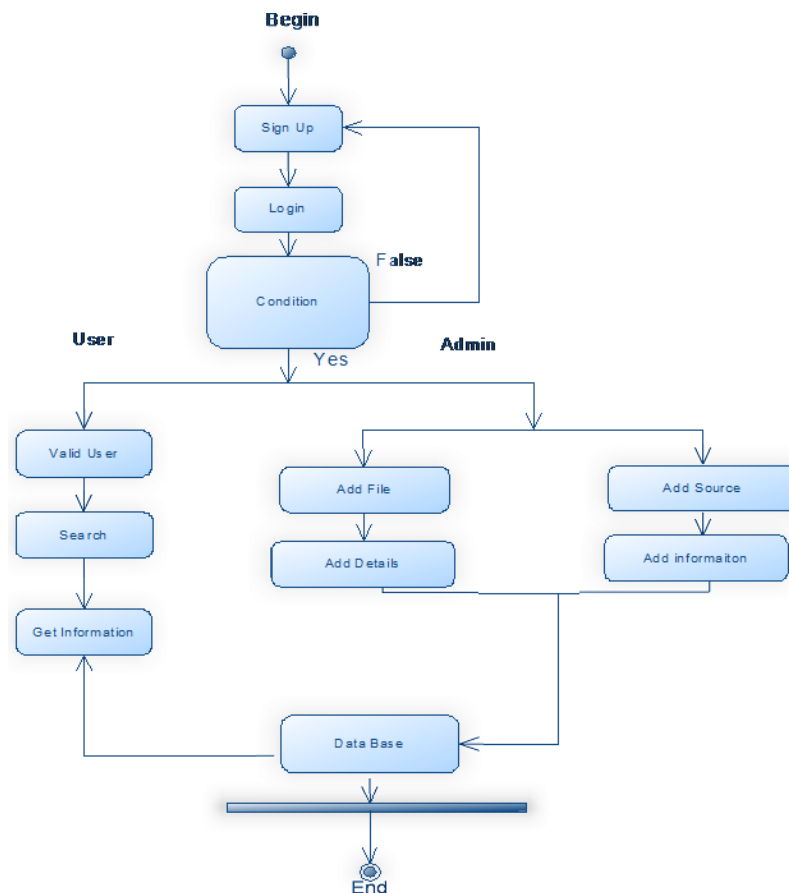 Begin
Sign Up
Login
False
Condition
User
Yes
Admin
Valid User
Add File
Add Source
Search
Add Details
Add informaiton
Get Information
Data Base
End